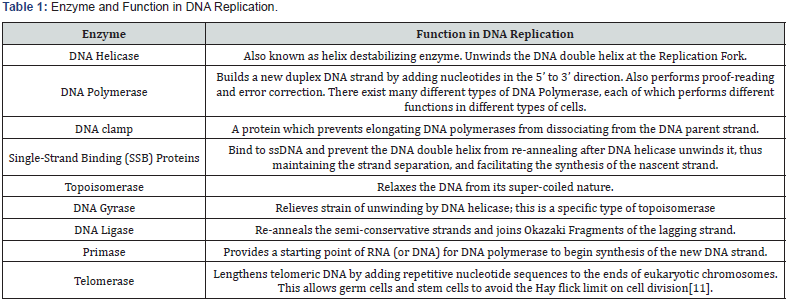 Table 1: Enzyme and Function in DNA Replication.
Enzyme
Function in DNA Replication
DNA Helicase
Also known as helix destabilizing enzyme. Unwinds the DNA double helix at the Replication Fork.
DNA Polymerase
Builds a new duplex DNA strand by adding nucleotides in the 5′ to 3′ direction. Also performs proof-reading
and error correction. There exist many different types of DNA Polymerase, each of which performs different
functions in different types of cells.
DNA clamp
A protein which prevents elongating DNA polymerases from dissociating from the DNA parent strand.
Single-Strand Binding (SSB) Proteins
Bind to ssDNA and prevent the DNA double helix from re-annealing after DNA helicase unwinds it, thus
maintaining the strand separation, and facilitating the synthesis of the nascent strand.
Topoisomerase
Relaxes the DNA from its super-coiled nature.
DNA Gyrase
Relieves strain of unwinding by DNA helicase; this is a specific type of topoisomerase
DNA Ligase
Re-anneals the semi-conservative strands and joins Okazaki Fragments of the lagging strand.
Primase
Provides a starting point of RNA (or DNA) for DNA polymerase to begin synthesis of the new DNA strand.
Telomerase
Lengthens telomeric DNA by adding repetitive nucleotide sequences to the ends of eukaryotic chromosomes.
This allows germ cells and stem cells to avoid the Hay flick limit on cell division[11].